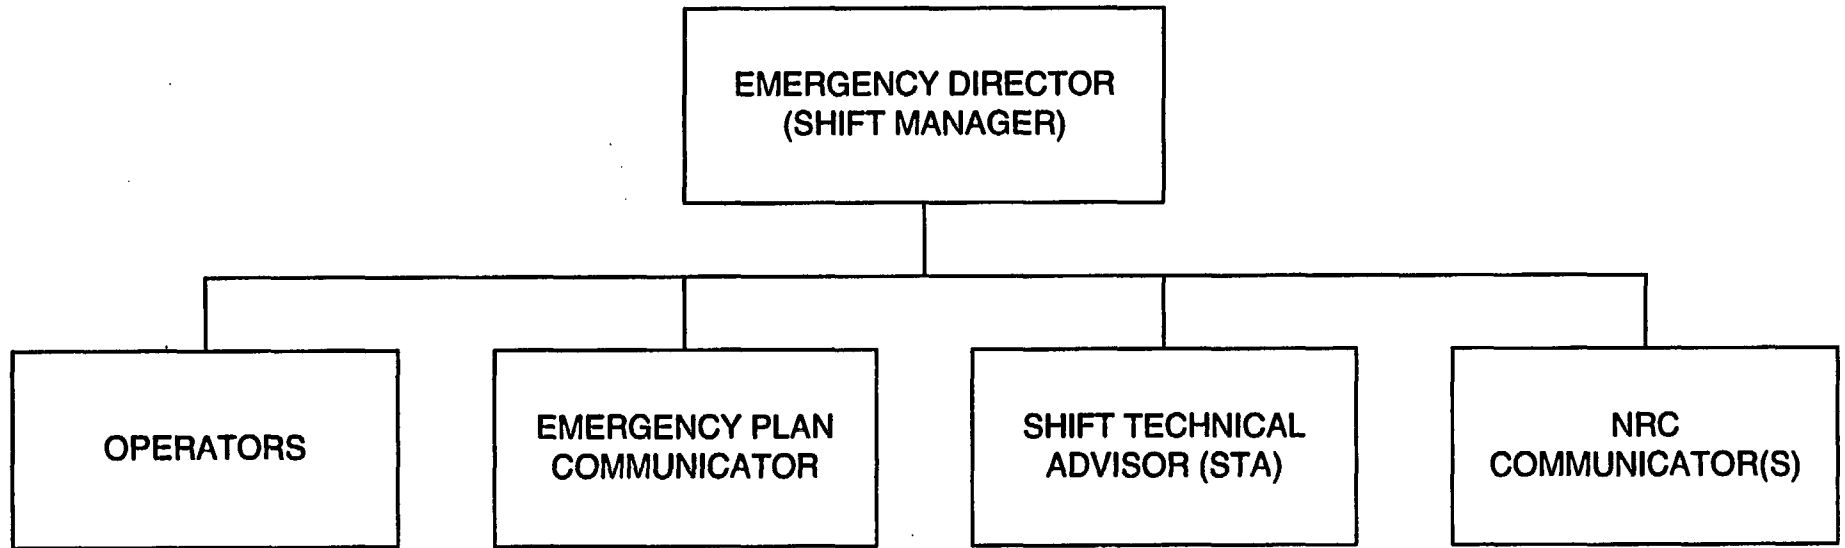 EMERGENCY DIRECTOR
(SHIFT MANAGER)
OPERATORS
EMERGENCY PLAN
COMMUNICATOR
SHIFT TECHNICAL
ADVISOR (STA)
NRC
COMMUNICATOR(S)